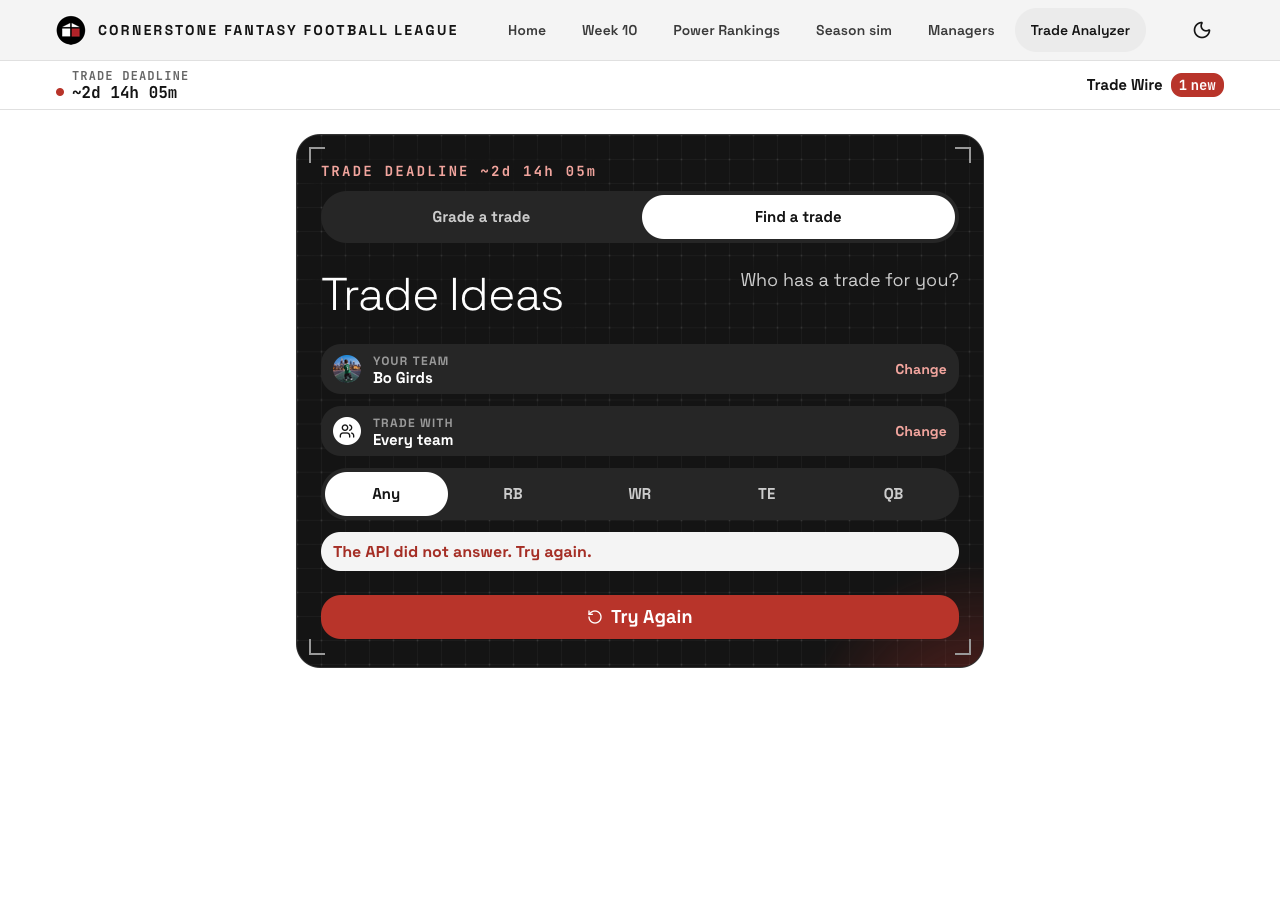 CORNERSTONE FANTASY FOOTBALL LEAGUE
Home
Week 10
Power Rankings
Season sim
Managers
Trade Analyzer
TRADE DEADLINE
~2d 14h 05m
Trade Wire
1 new
TRADE DEADLINE ~2d 14h 05m
Grade a trade
Find a trade
Trade Ideas
Who has a trade for you?
YOUR TEAM
Bo Girds
Change
TRADE WITH
Every team
Change
Any
RB
WR
TE
QB
The API did not answer. Try again.
Try Again